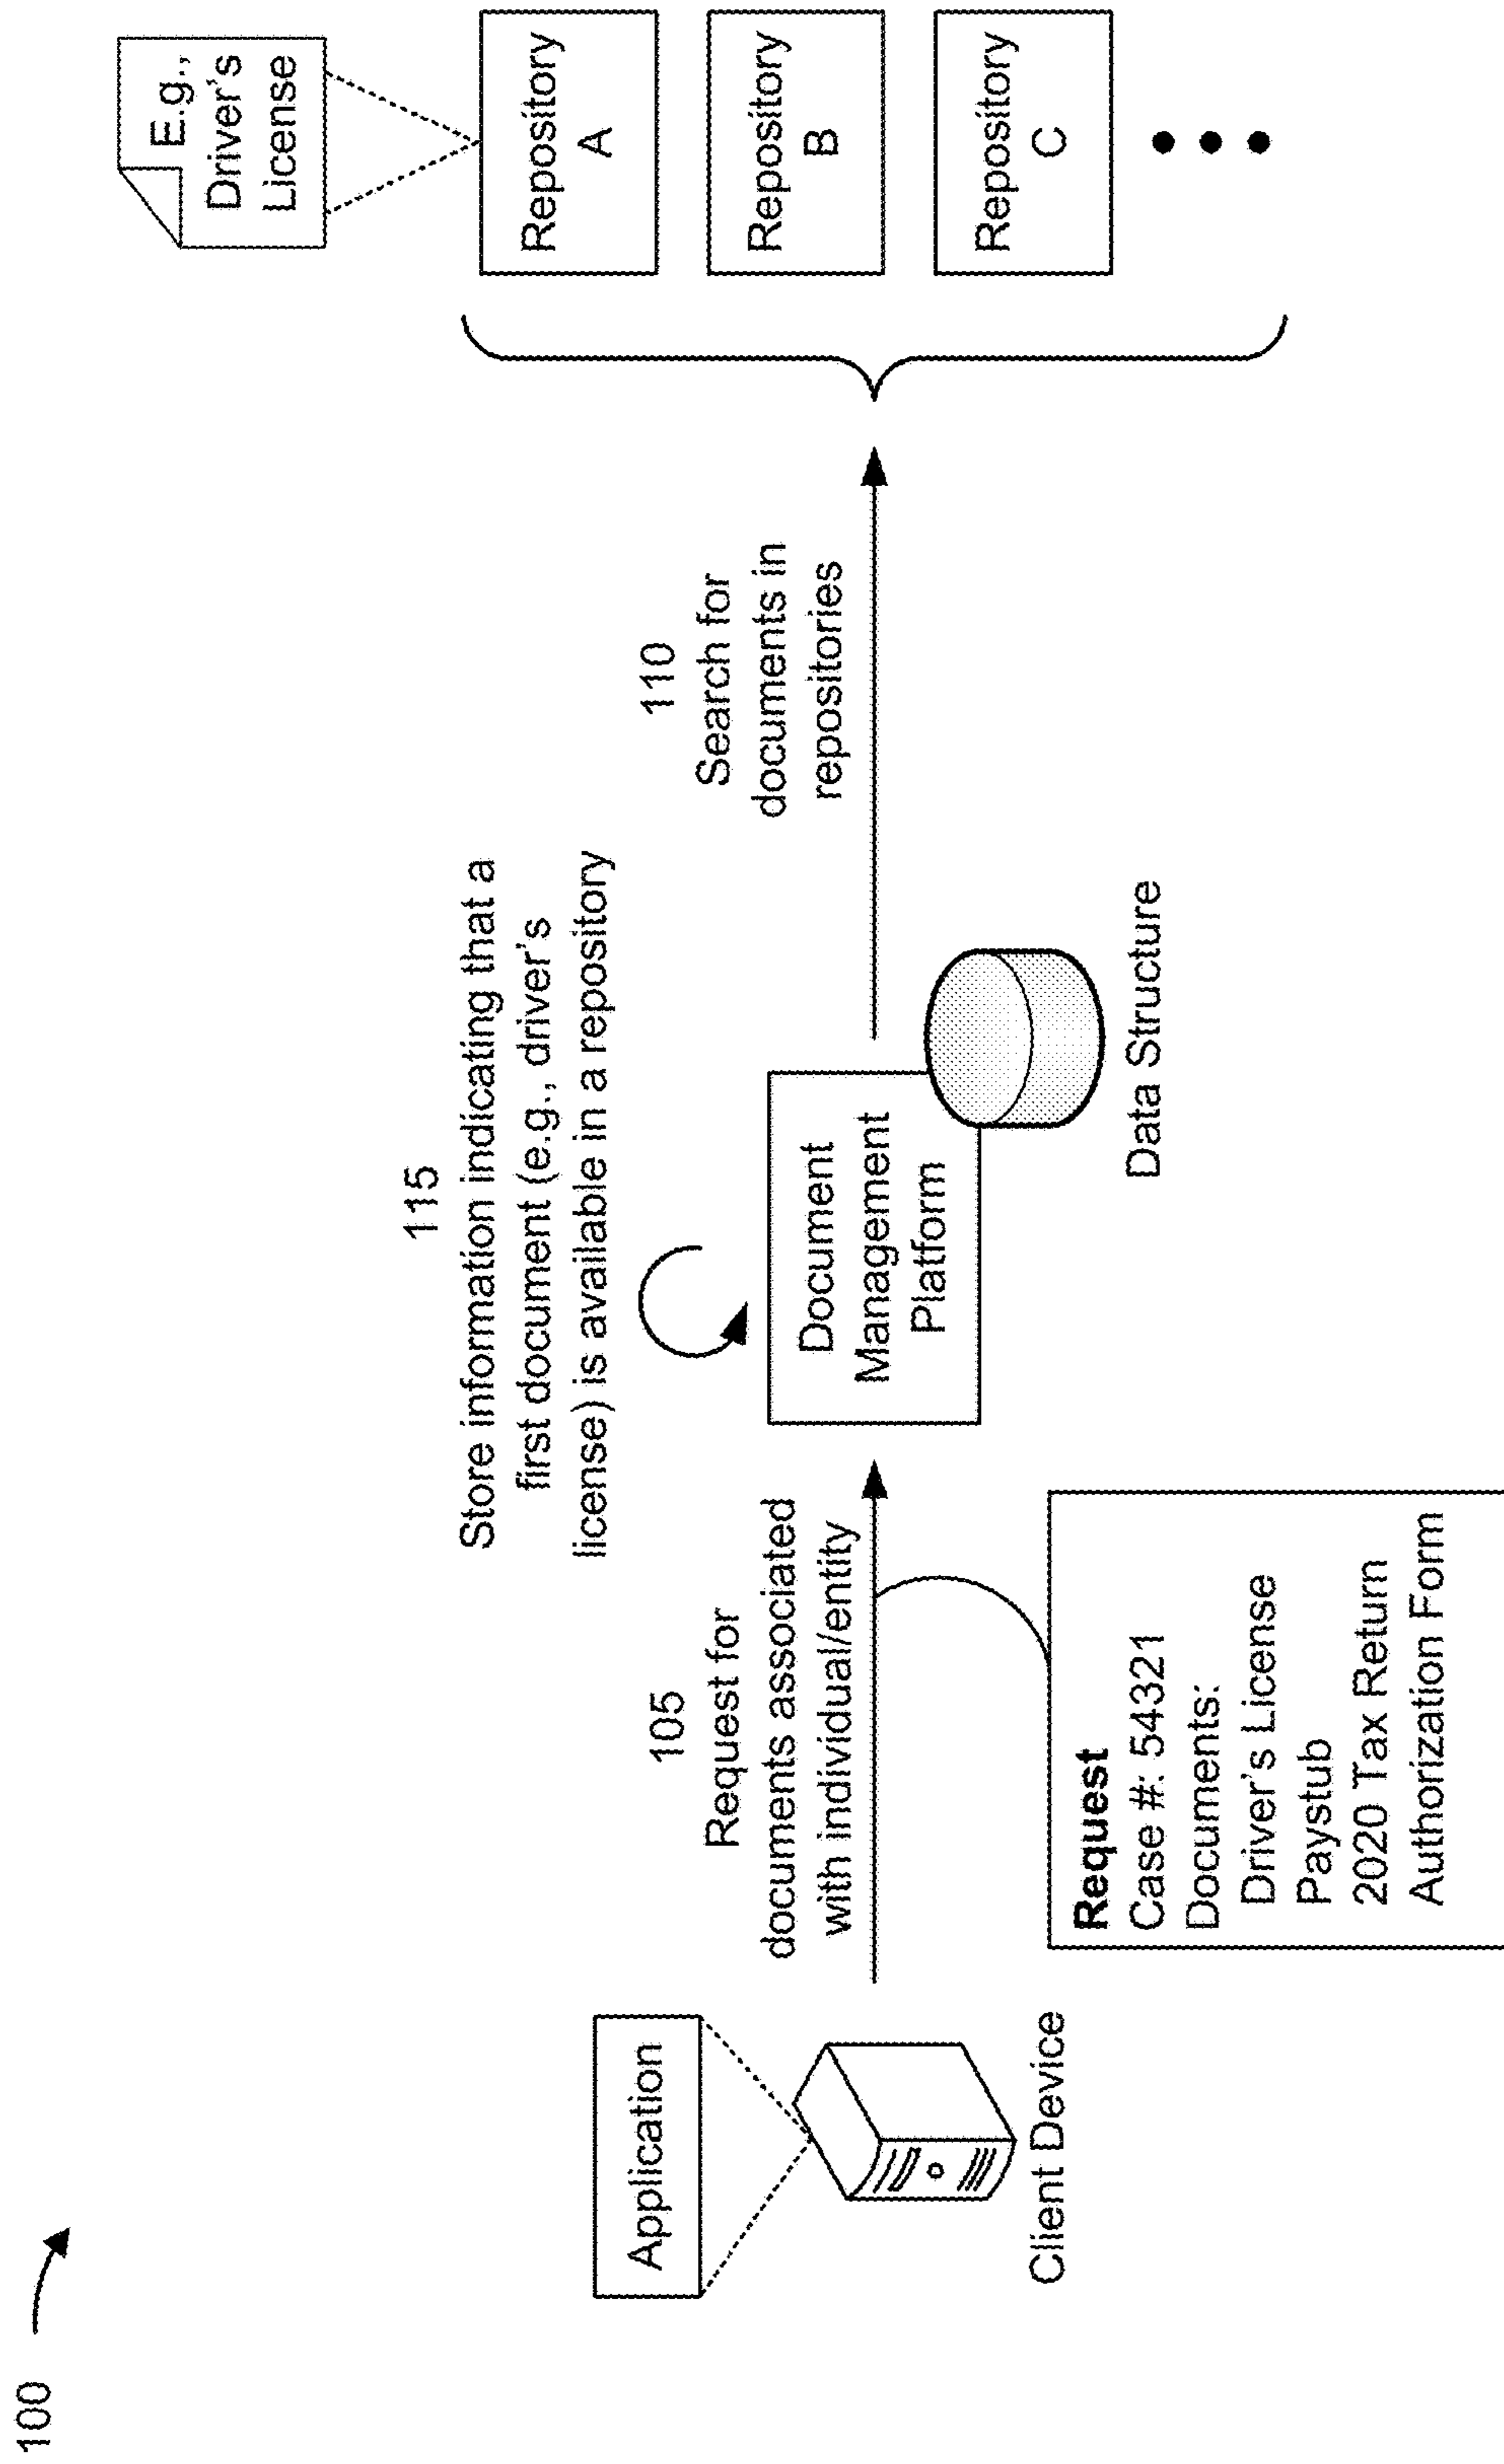 100
Application
Client Device
105
Request for
documents associated
with individual/entity
Request
Case #: 54321
Documents:
Driver's License
Paystub
2020 Tax Return
Authorization Form
115
Store information indicating that a
first document (e.g., driver's
license) is available in a repository
Document
Management
Platform
Data Structure
110
Search for
documents in
repositories
E.g.,
Driver's
License
Repository
A
Repository
B
Repository
C